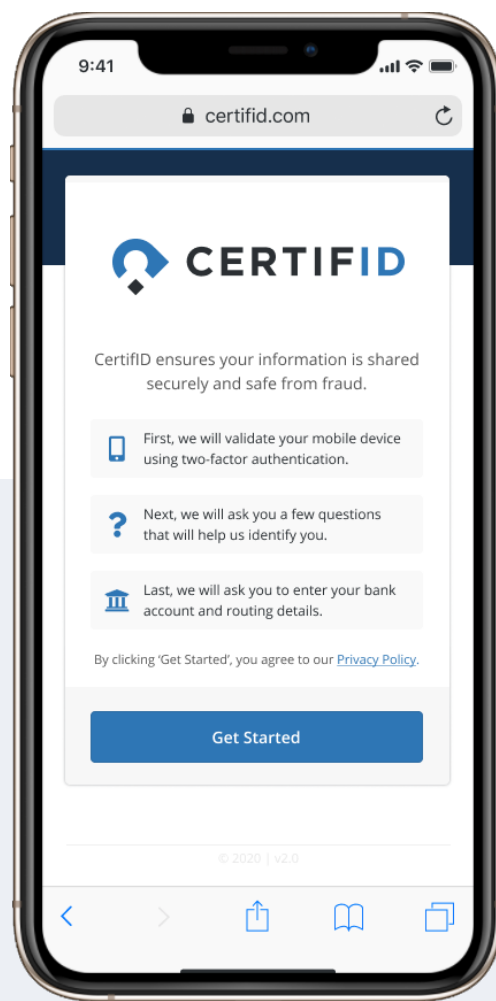 9:41
certifid.com
CERTIFID
CertifID ensures your information is shared
securely and safe from fraud.
First, we will validate your mobile device
using two-factor authentication.
Next, we will ask you a few questions
that will help us identify you.
Last, we will ask you to enter your bank
account and routing details.
By clicking ‘Get Started’, you agree to our Privacy Policy.
Get Started
© 2020 | v2.0